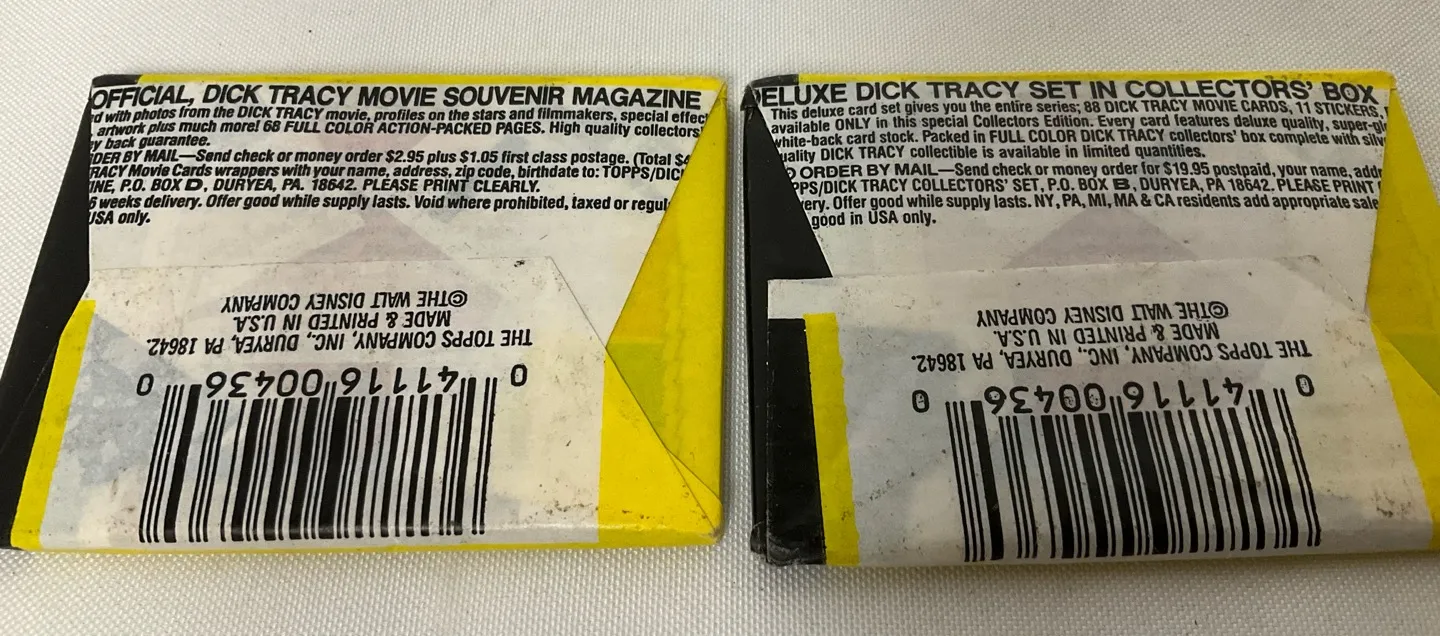 OFFICIAL, DICK TRACY MOVIE SOUVENIR MAGAZINE
with photos from the DICK TRACY movie, profiles on the stars and filmmakers, special
artwork plus much more! 68 FULL COLOR ACTION-PACKED PAGES. High quality collectors'
back guarantee.
BY MAIL—Send check or money order $2.95 plus $1.05 first class postage. (Total
Movie Cards wrappers with your name, address, zip code, birthdate to: TOPPS/
P.O. BOX D, DURYEA, PA. 18642. PLEASE PRINT CLEARLY.
6 weeks delivery. Offer good while supply lasts. Void where prohibited, taxed or
USA only.
©THE WALT DISNEY COMPANY
MADE & PRINTED IN U.S.A.
THE TOPPS COMPANY, INC., DURYEA, PA 18642.
0 41116 00436 0
ELUXE DICK TRACY SET IN COLLECTORS' BOX
This deluxe card set gives you the entire series; 88 DICK TRACY MOVIE CARDS, 11 STICKERS,
available ONLY in this special Collectors Edition. Every card features deluxe quality,
white-back card stock. Packed in FULL COLOR DICK TRACY collectors' box complete with
uality DICK TRACY collectible is available in limited quantities.
O ORDER BY MAIL—Send check or money order for $19.95 postpaid, your name,
PPS/DICK TRACY COLLECTORS' SET, P.O. BOX B, DURYEA, PA 18642. PLEASE PRINT
very. Offer good while supply lasts. NY, PA, MI, MA & CA residents add appropriate
good in USA only.
©THE WALT DISNEY COMPANY
MADE & PRINTED IN U.S.A.
THE TOPPS COMPANY, INC., DURYEA, PA 18642.
0 41116 00436 0